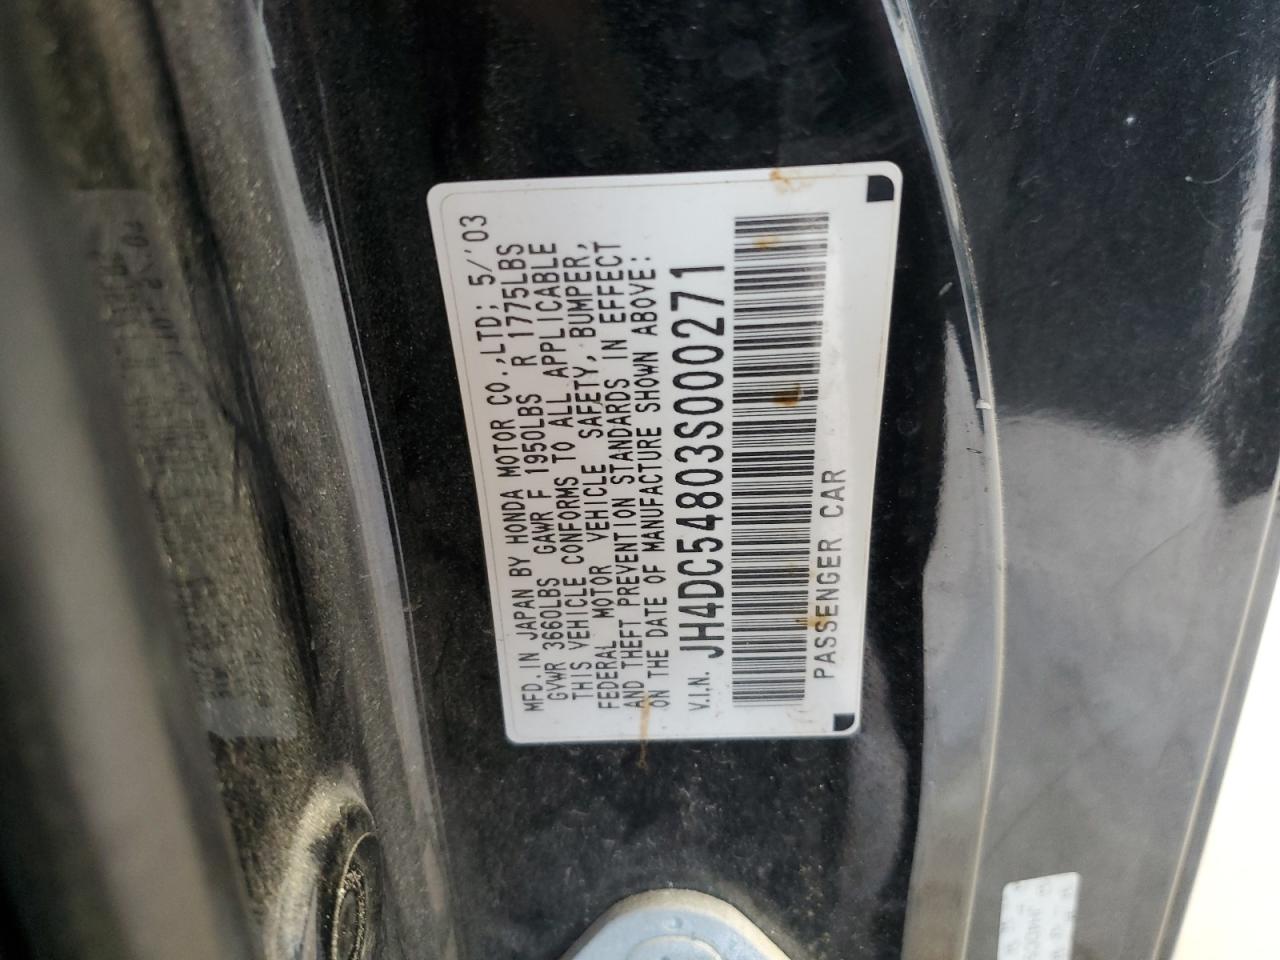 MFD. IN JAPAN BY HONDA MOTOR CO.,LTD; 5/'03
GVWR 3660LBS GAWR F 1950LBS R 1775LBS
THIS VEHICLE CONFORMS TO ALL APPLICABLE
FEDERAL MOTOR VEHICLE SAFETY, BUMPER,
AND THEFT PREVENTION STANDARDS IN EFFECT
ON THE DATE OF MANUFACTURE SHOWN ABOVE:
V.I.N. JH4DC54803S000271
PASSENGER CAR